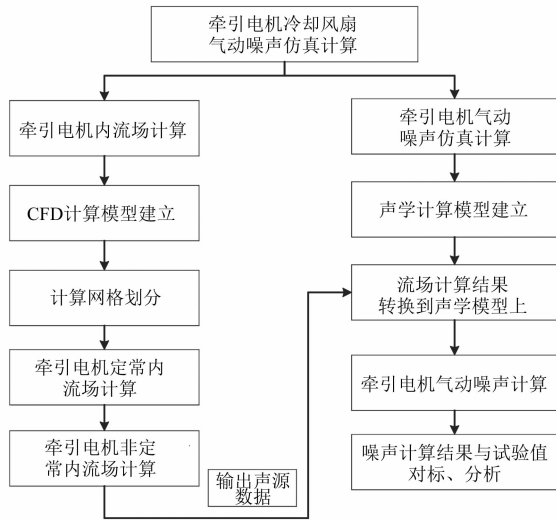 牵引电机冷却风扇
气动噪声仿真计算
牵引电机内流场计算
CFD计算模型建立
计算网格划分
牵引电机定常内
流场计算
牵引电机非定
常内流场计算
输出声源
数据
牵引电机气动
噪声仿真计算
声学计算模型建立
流场计算结果
转换到声学模型上
牵引电机气动噪声计算
噪声计算结果与试验值
对标、分析